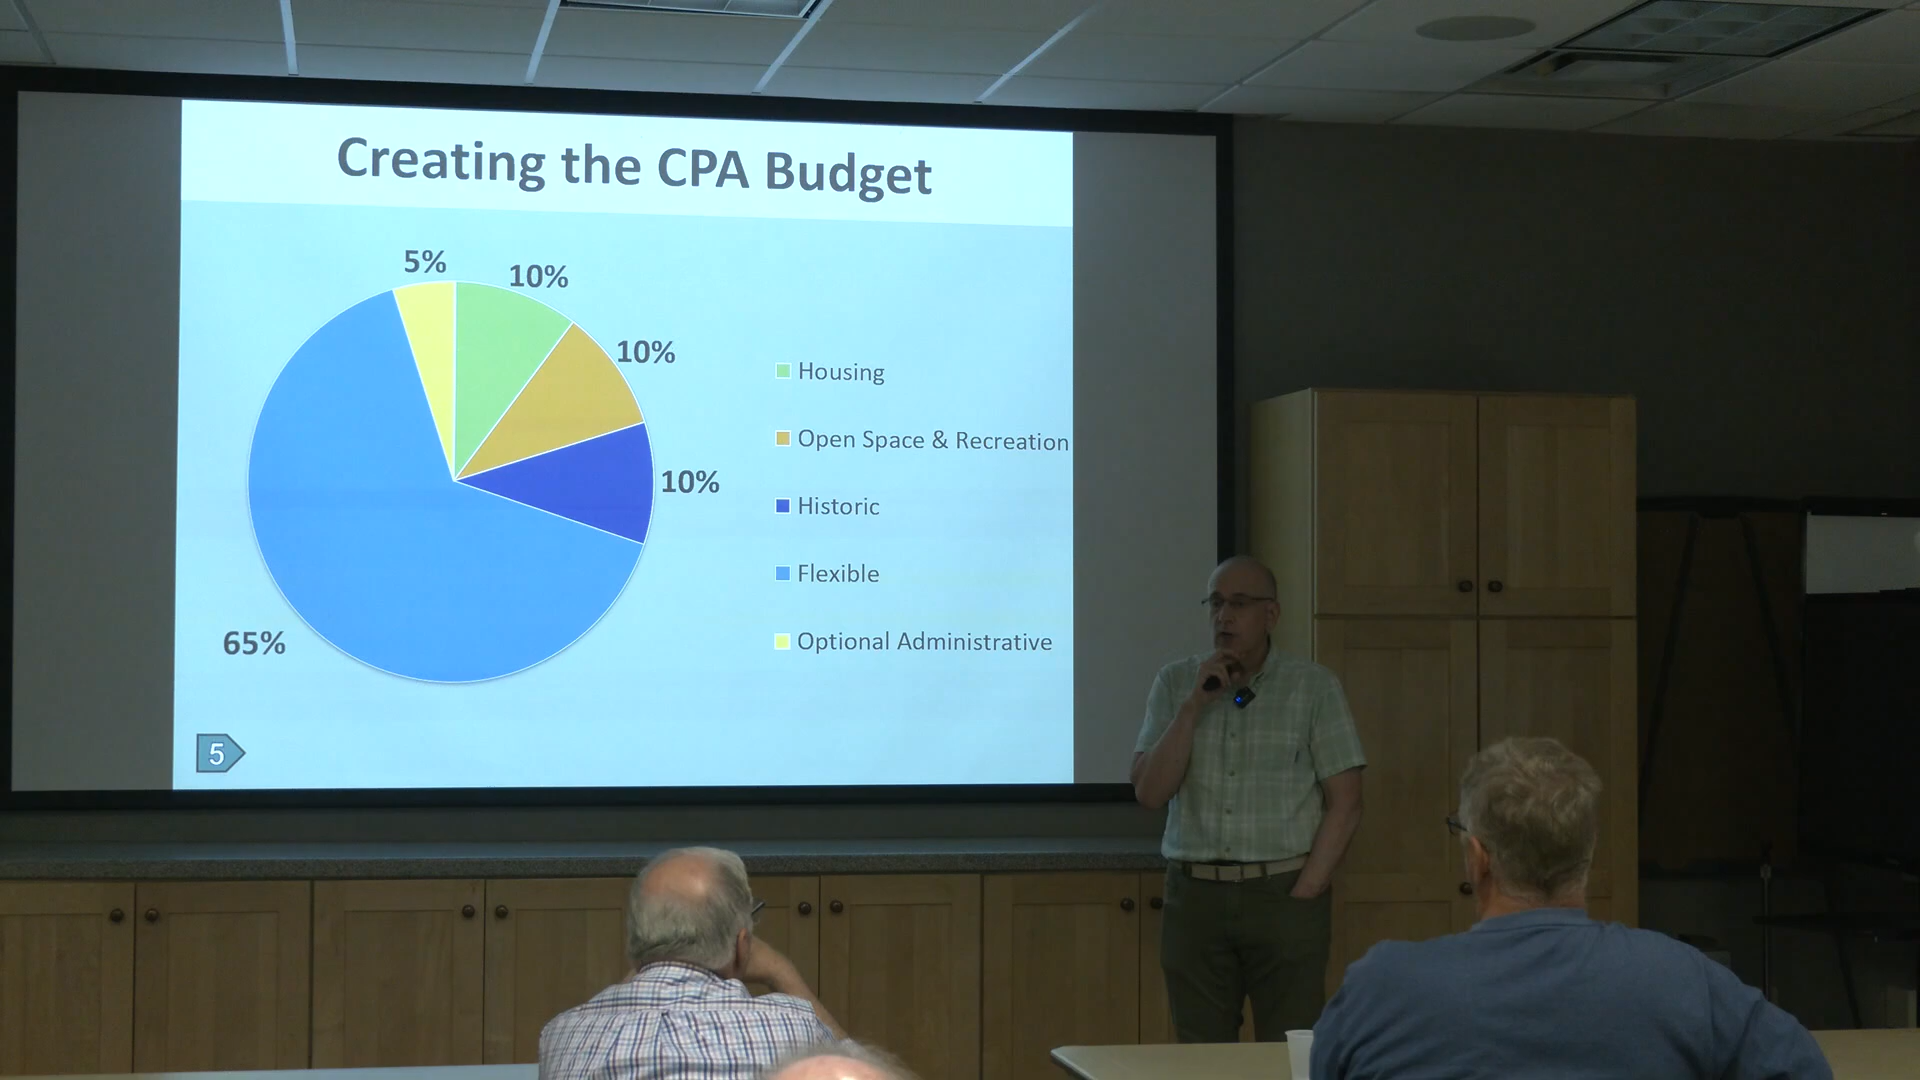 Creating the CPA Budget
5%
10%
10%
10%
65%
Housing
Open Space & Recreation
Historic
Flexible
Optional Administrative
5